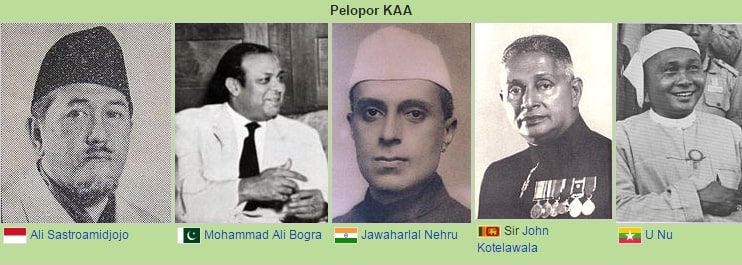 Pelopor KAA
Ali Sastroamidjojo
Mohammad Ali Bogra
Jawaharlal Nehru
Sir John
Kotelawala
U Nu